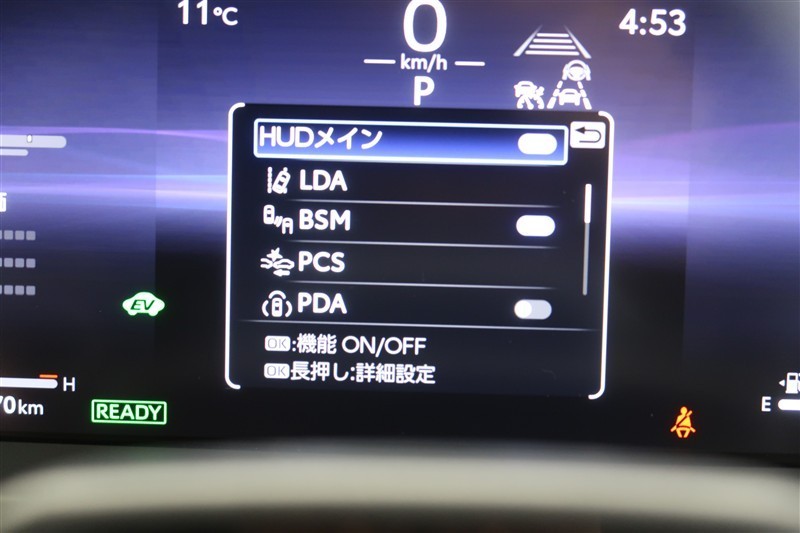 11℃
0
km/h
P
4:53
HUDメイン
LDA
BSM
PCS
PDA
OK:機能 ON/OFF
OK長押し:詳細設定
EV
H
70km
READY
E